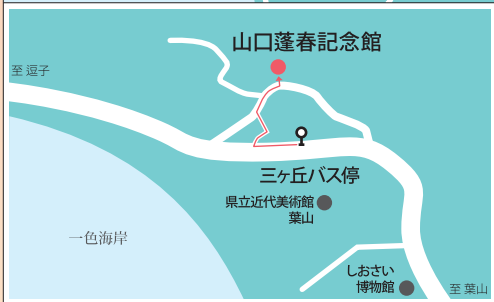 山口蓬春記念館
至 逗子
三ヶ丘バス停
県立近代美術館
葉山
一色海岸
しおさい
博物館
至 葉山